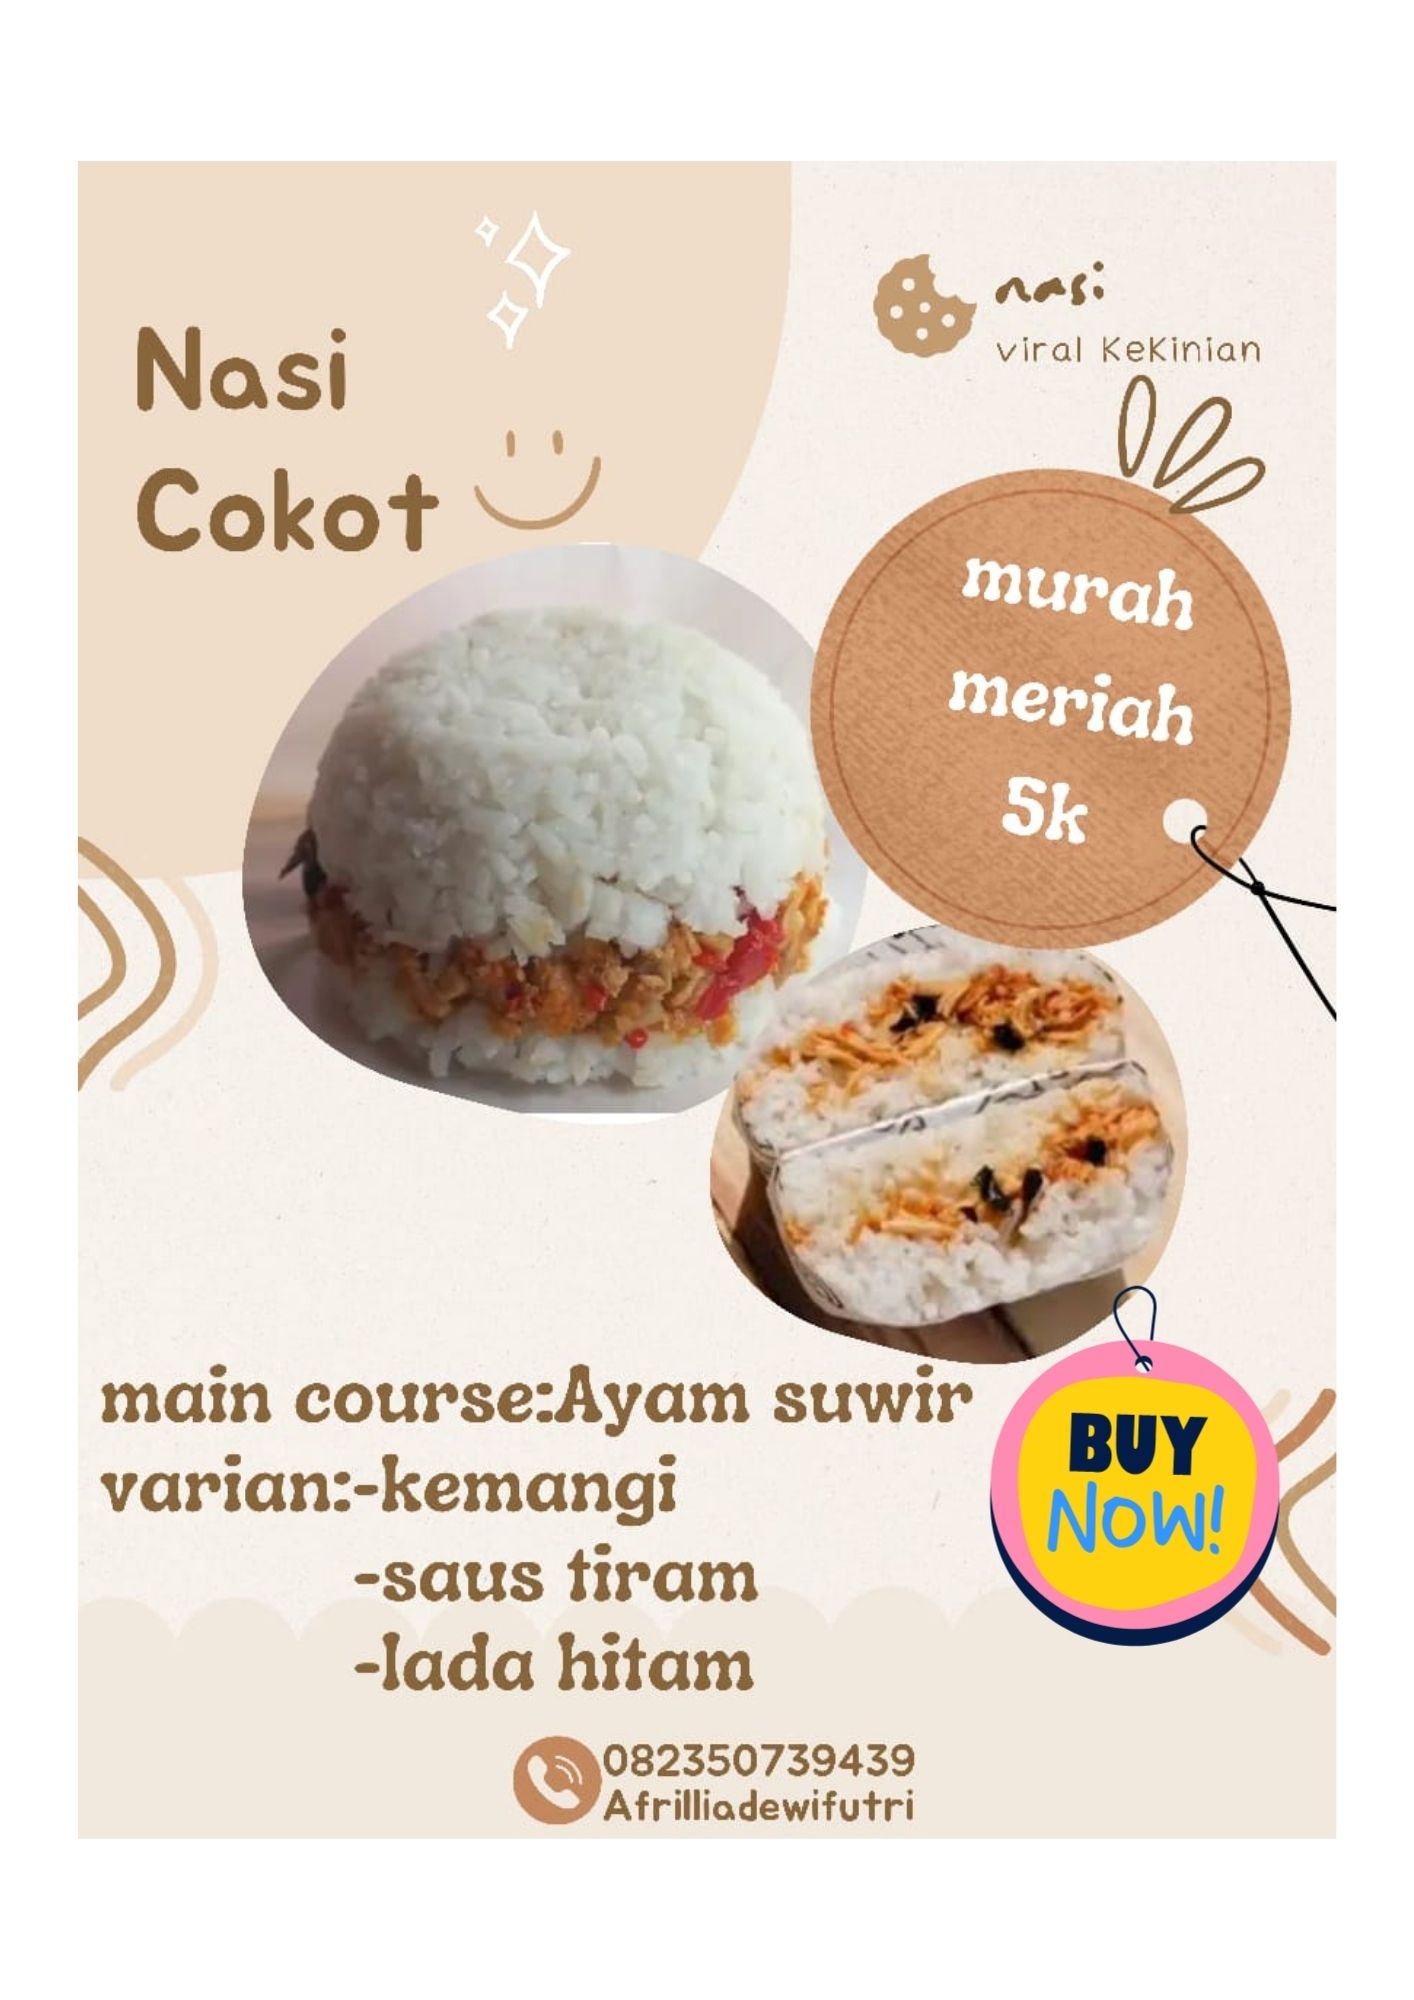 Nasi
Cokot
nasi
viral KeKinian
murah
meriah
5k
main course:Ayam suwir
varian:-kemangi
-saus tiram
-lada hitam
BUY
NOW!
082350739439
Afrilliadewifutri